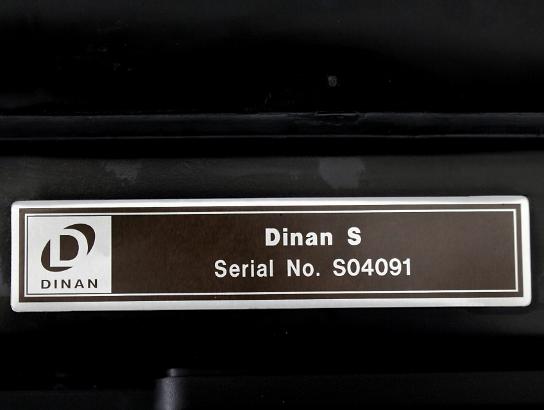 Dinan S
Serial No. S04091
DINAN